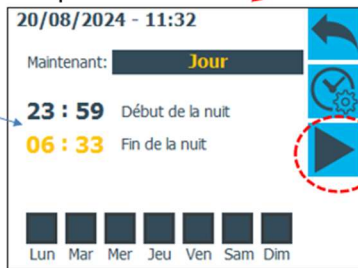 20/08/2024 - 11:32
Maintenant: Jour
23 : 59 Début de la nuit
06 : 33 Fin de la nuit
Lun Mar Mer Jeu Ven Sam Dim